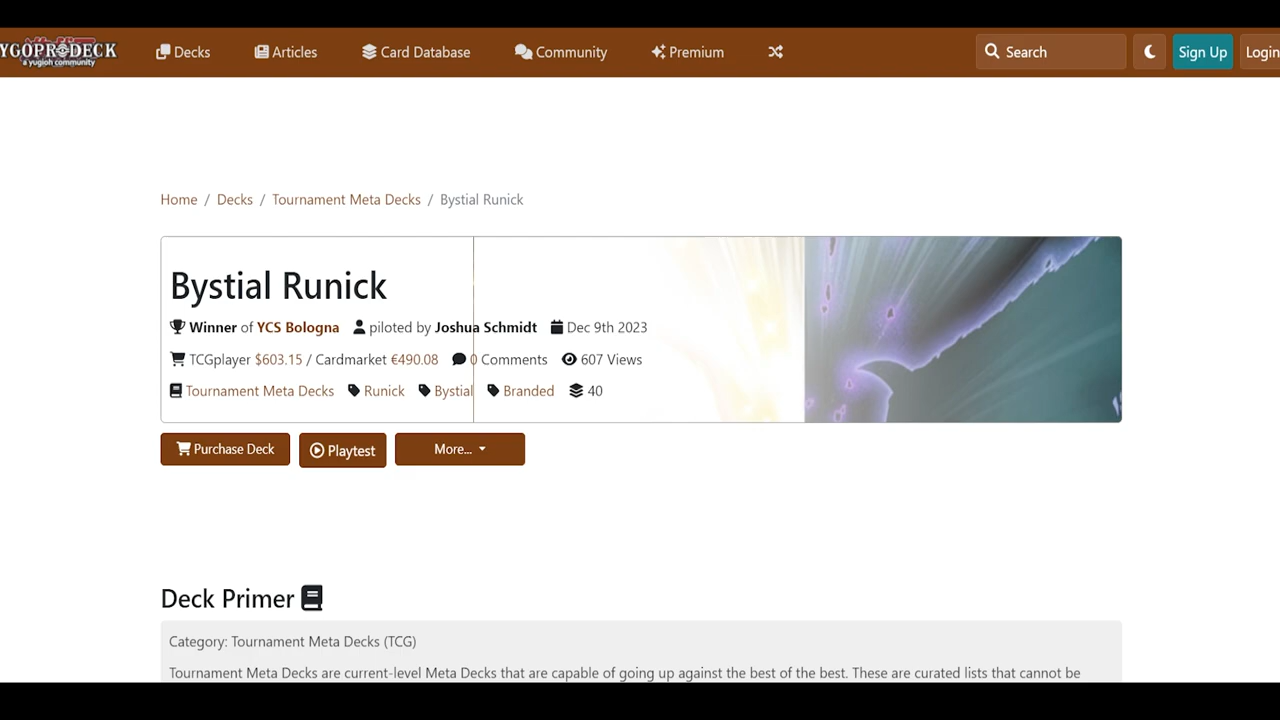 YGOPRODECK
a yugioh community
Decks
Articles
Card Database
Community
Premium
Search
Sign Up
Login
Home / Decks / Tournament Meta Decks / Bystial Runick
Bystial Runick
Winner of YCS Bologna piloted by Joshua Schmidt Dec 9th 2023
TCGplayer $603.15 / Cardmarket €490.08 0 Comments 607 Views
Tournament Meta Decks Runick Bystial Branded 40
Purchase Deck
Playtest
More...
Deck Primer
Category: Tournament Meta Decks (TCG)
Tournament Meta Decks are current-level Meta Decks that are capable of going up against the best of the best. These are curated lists that cannot be